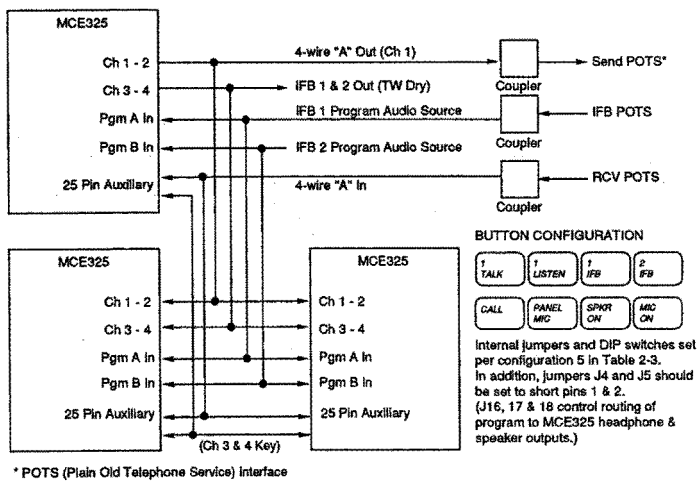 MCE325
Ch 1 - 2
Ch 3 - 4
Pgm A In
Pgm B In
25 Pin Auxiliary
4-wire "A" Out (Ch 1)
IFB 1 & 2 Out (TW Dry)
IFB 1 Program Audio Source
IFB 2 Program Audio Source
4-wire "A" In
Coupler
Send POTS*
Coupler
IFB POTS
Coupler
RCV POTS
MCE325
Ch 1 - 2
Ch 3 - 4
Pgm A In
Pgm B In
25 Pin Auxiliary
(Ch 3 & 4 Key)
MCE325
Ch 1 - 2
Ch 3 - 4
Pgm A In
Pgm B In
25 Pin Auxiliary
BUTTON CONFIGURATION
1 TALK
1 LISTEN
1 IFB
2 IFB
CALL
PANEL MIC
SPKR ON
MIC ON
Internal jumpers and DIP switches set
per configuration 5 in Table 2-3.
In addition, jumpers J4 and J5 should
be set to short pins 1 & 2.
(J16, 17 & 18 control routing of
program to MCE325 headphone &
speaker outputs.)
* POTS (Plain Old Telephone Service) interface